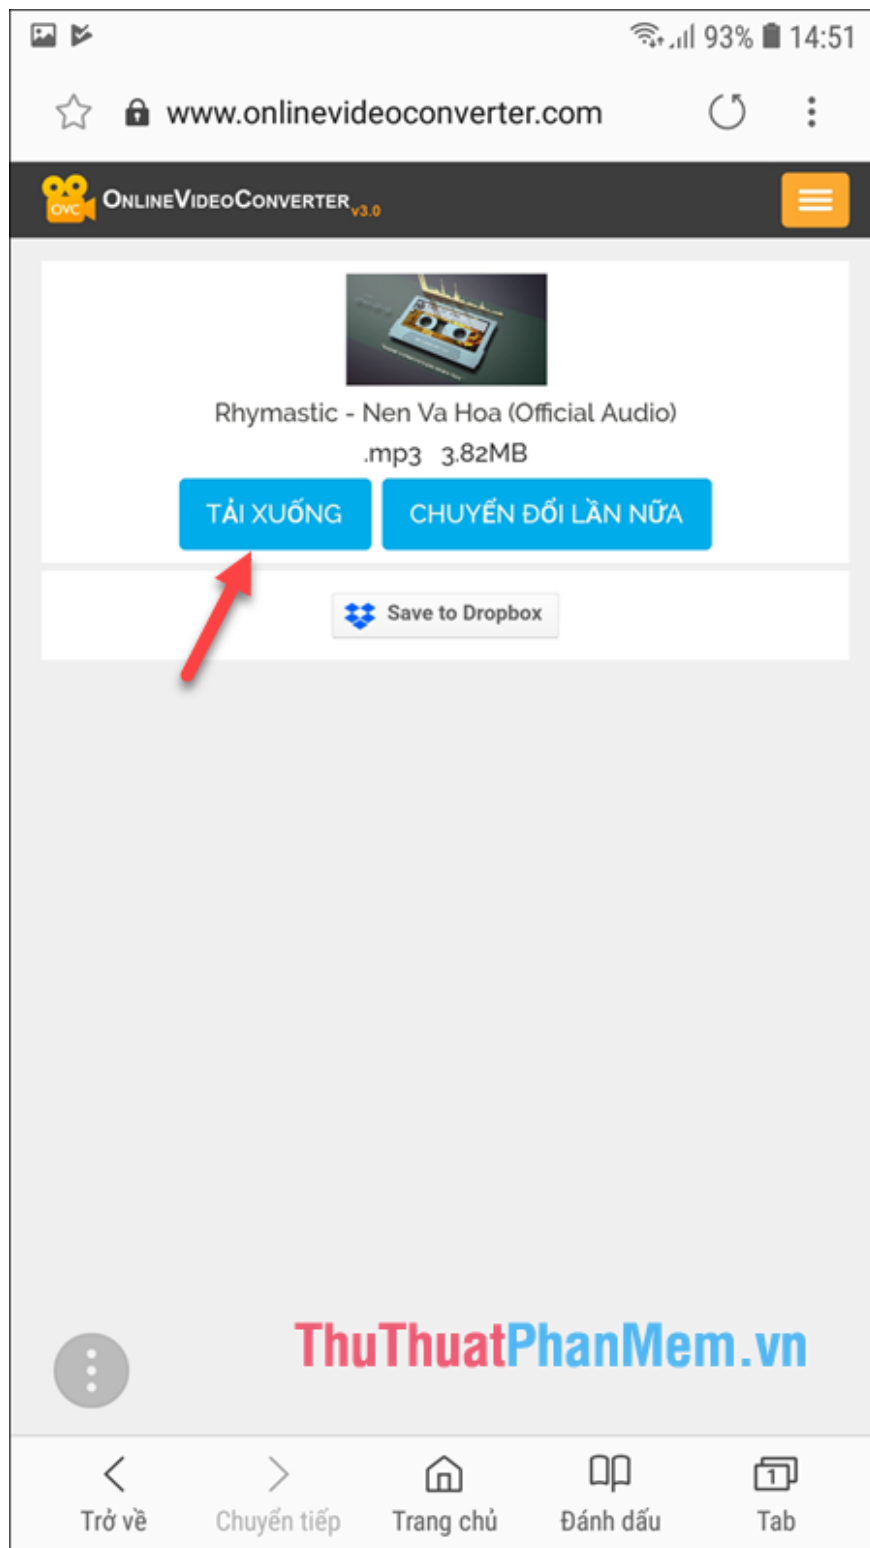 93% 14:51
www.onlinevideoconverter.com
OVC ONLINEVIDEOCONVERTER v3.0
Rhymastic - Nen Va Hoa (Official Audio)
.mp3 3.82MB
TẢI XUỐNG CHUYỂN ĐỔI LẦN NỮA
Save to Dropbox
ThuThuatPhanMem.vn
1
Trở về Chuyển tiếp Trang chủ Đánh dấu Tab